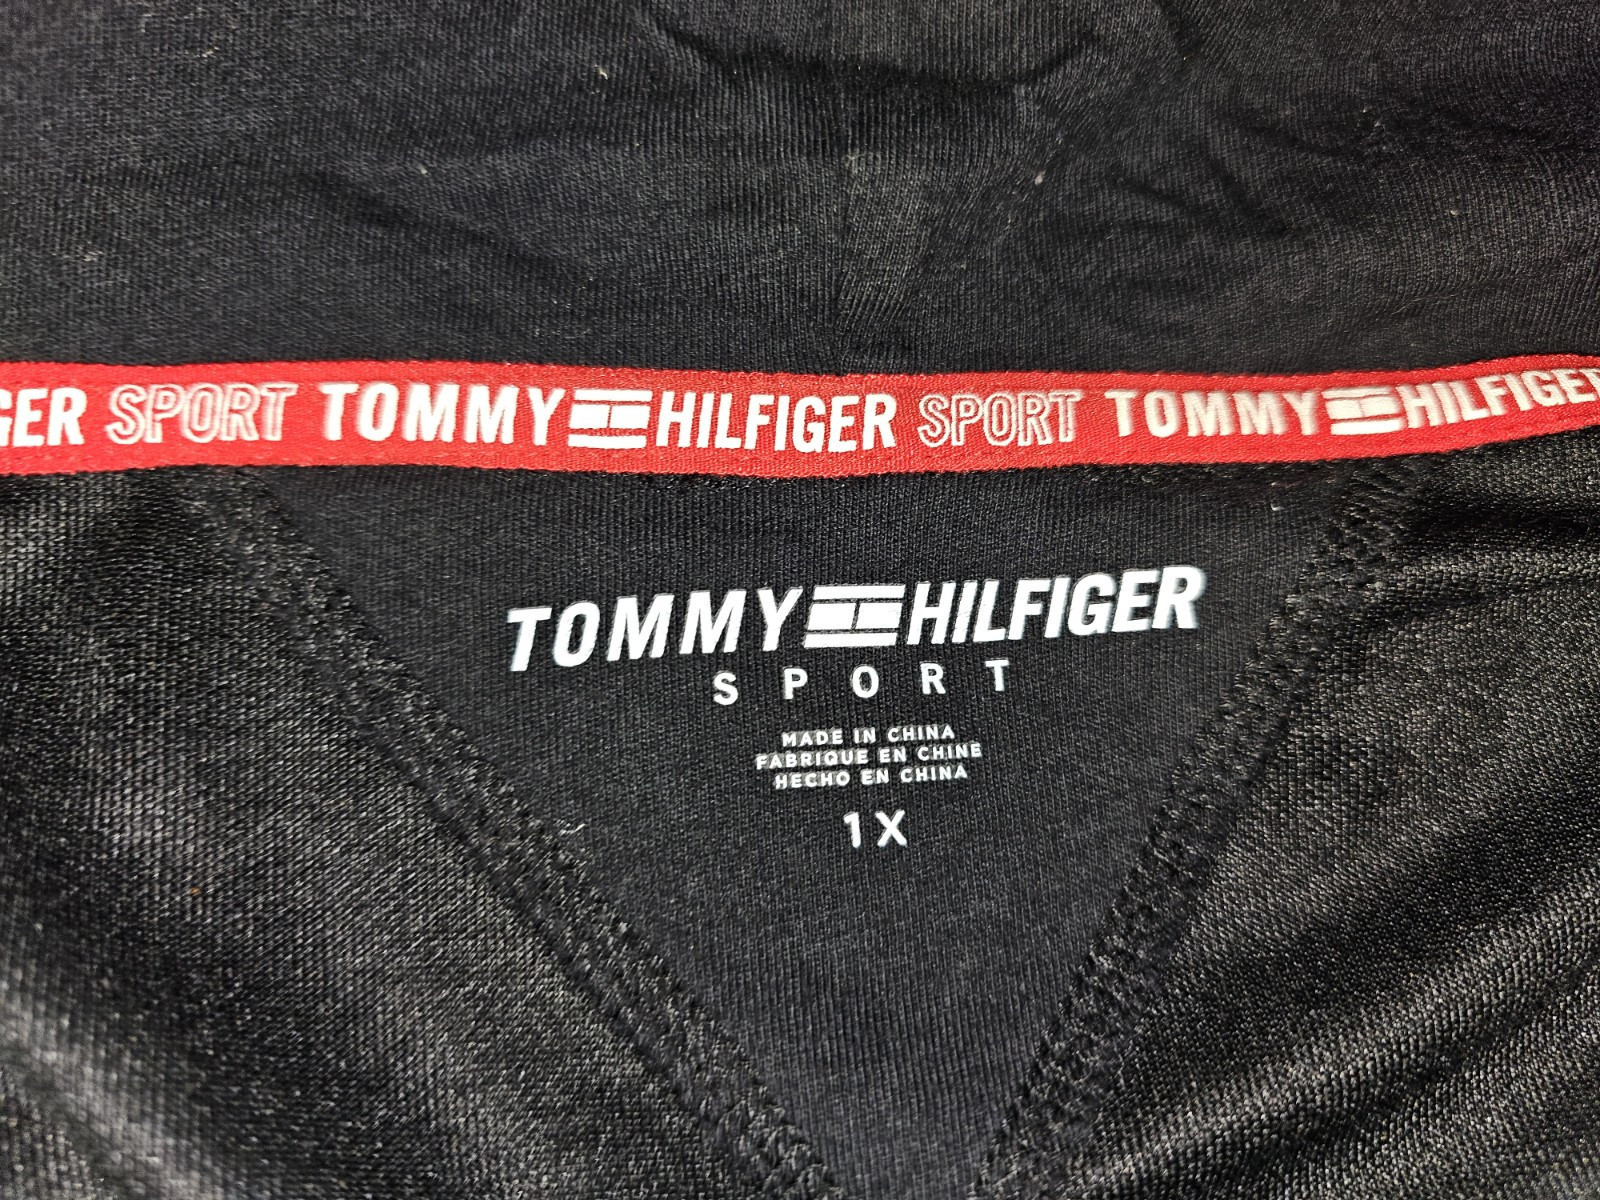 GER SPORT TOMMY HILFIGER SPORT TOMMY HILFIGER
TOMMY HILFIGER
SPORT
MADE IN CHINA
FABRIQUE EN CHINE
HECHO EN CHINA
1X